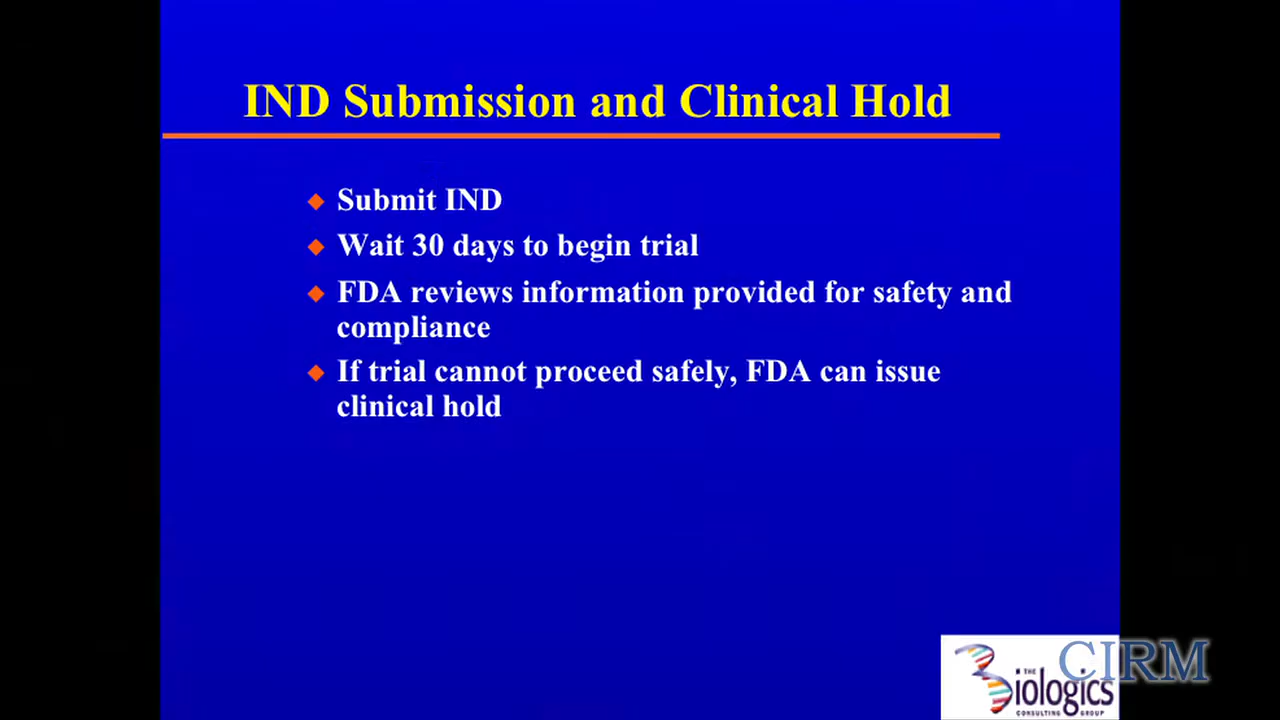 IND Submission and Clinical Hold
Submit IND
Wait 30 days to begin trial
FDA reviews information provided for safety and
compliance
If trial cannot proceed safely, FDA can issue
clinical hold
THE
Biologics
CONSULTING GROUP
CIRM